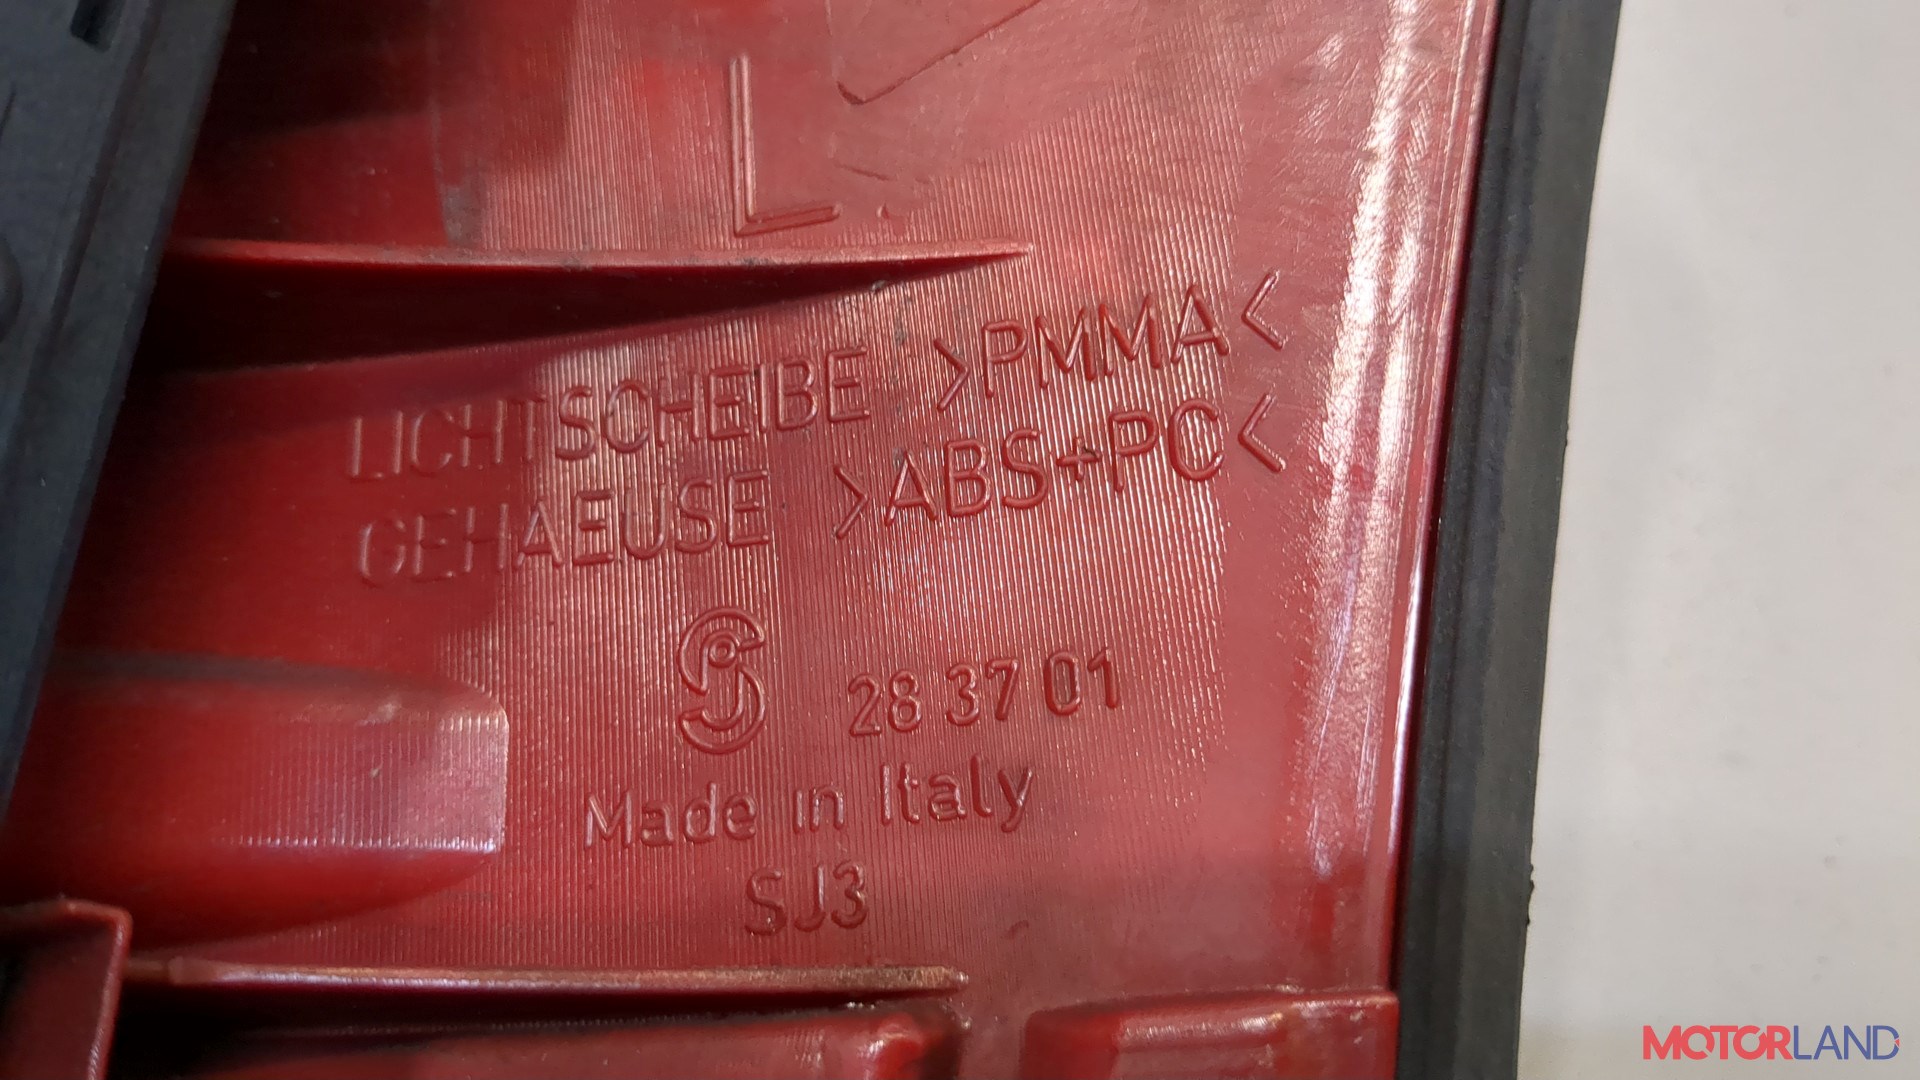 L
LICHTSCHEIBE >PMMA<
GEHAEUSE >ABS+PC<
28 37 01
Made in Italy
SJ3
MOTORLAND